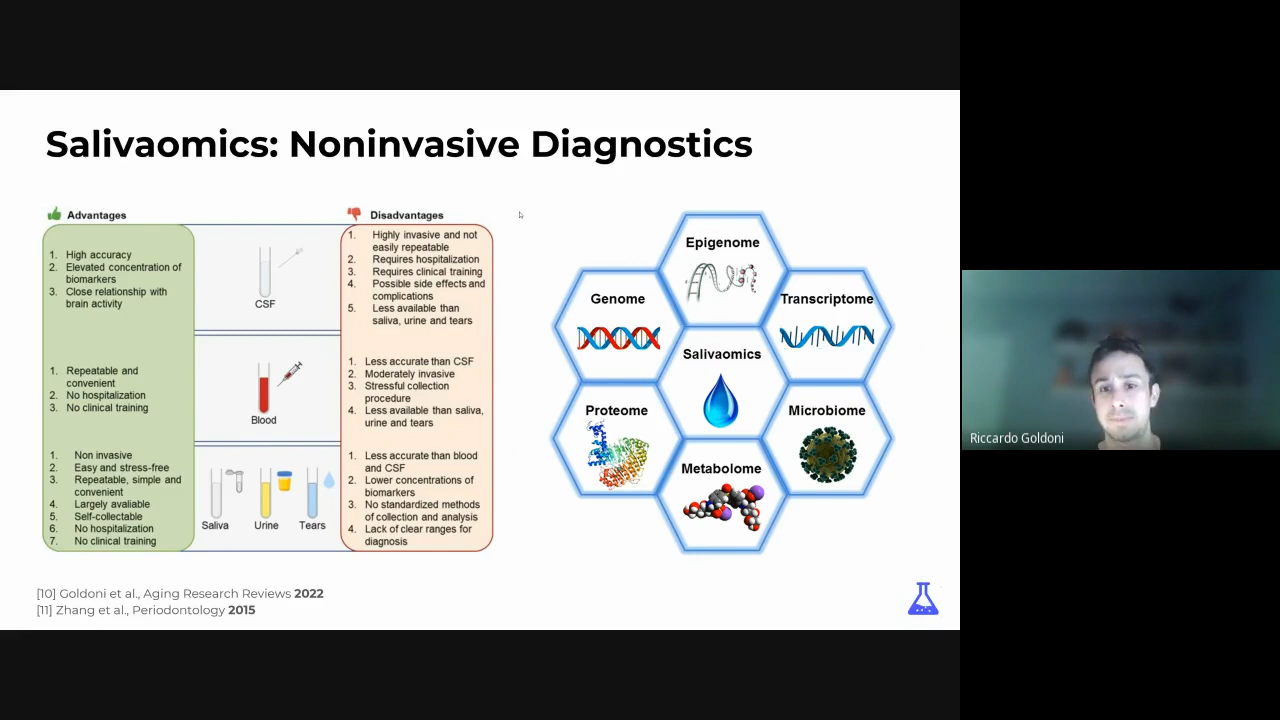 Salivaomics: Noninvasive Diagnostics
Advantages
Disadvantages
1. High accuracy
2. Elevated concentration of
biomarkers
3. Close relationship with
brain activity
CSF
1. Highly invasive and not
easily repeatable
2. Requires hospitalization
3. Requires clinical training
4. Possible side effects and
complications
5. Less available than
saliva, urine and tears
1. Repeatable and
convenient
2. No hospitalization
3. No clinical training
Blood
1. Less accurate than CSF
2. Moderately invasive
3. Stressful collection
procedure
4. Less available than saliva,
urine and tears
1. Non invasive
2. Easy and stress-free
3. Repeatable, simple and
convenient
4. Largely avaliable
5. Self-collectable
6. No hospitalization
7. No clinical training
Saliva
Urine
Tears
1. Less accurate than blood
and CSF
2. Lower concentrations of
biomarkers
3. No standardized methods
of collection and analysis
4. Lack of clear ranges for
diagnosis
Epigenome
Genome
Transcriptome
Salivaomics
Proteome
Microbiome
Metabolome
[10] Goldoni et al., Aging Research Reviews 2022
[11] Zhang et al., Periodontology 2015
Riccardo Goldoni